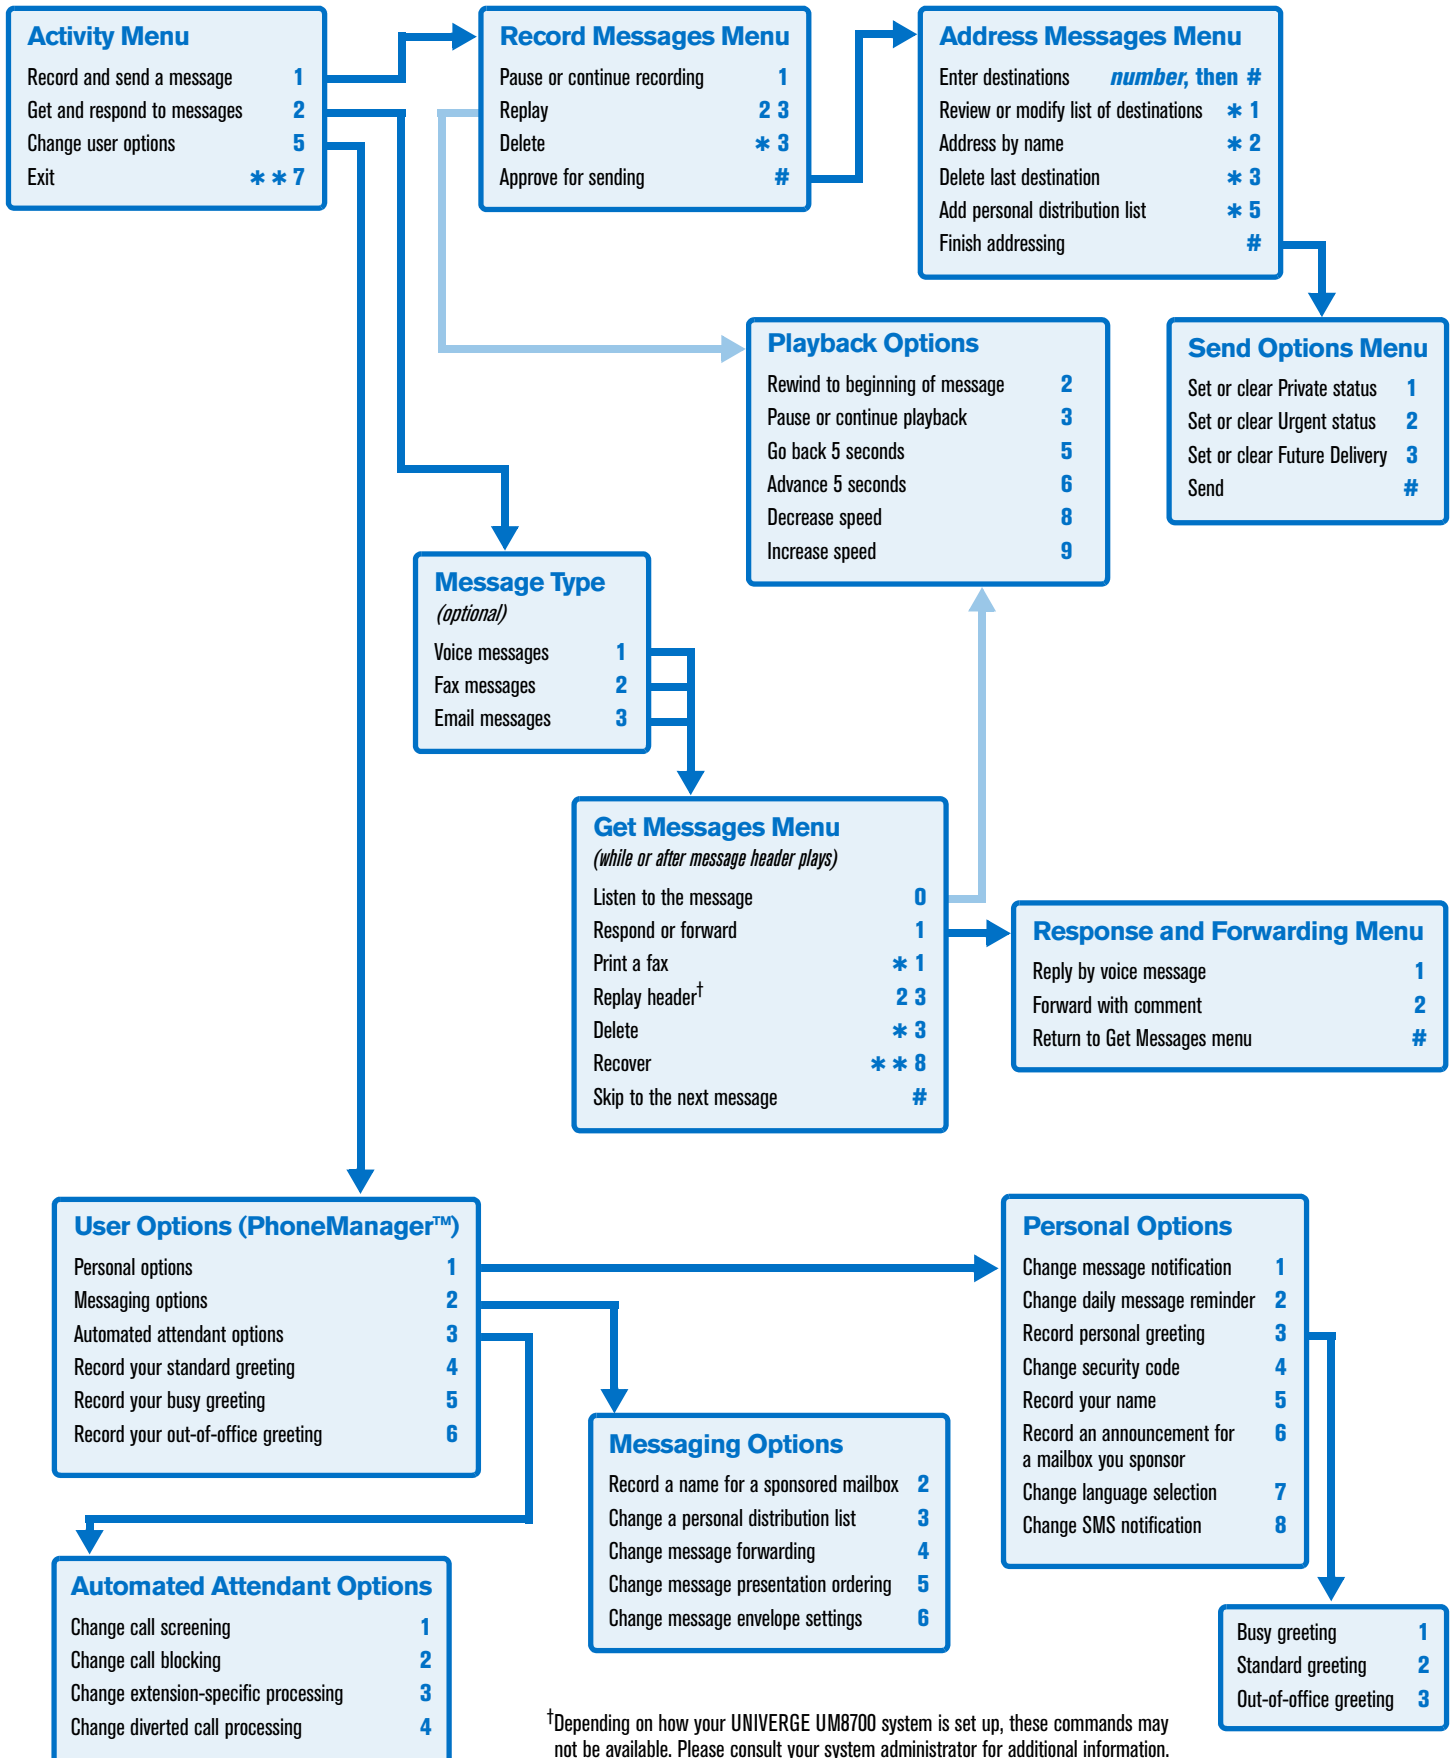 Activity Menu
Record and send a message 1
Get and respond to messages 2
Change user options 5
Exit ∗ ∗ 7
Record Messages Menu
Pause or continue recording 1
Replay 2 3
Delete ∗ 3
Approve for sending #
Address Messages Menu
Enter destinations number, then #
Review or modify list of destinations ∗ 1
Address by name ∗ 2
Delete last destination ∗ 3
Add personal distribution list ∗ 5
Finish addressing #
Playback Options
Rewind to beginning of message 2
Pause or continue playback 3
Go back 5 seconds 5
Advance 5 seconds 6
Decrease speed 8
Increase speed 9
Send Options Menu
Set or clear Private status 1
Set or clear Urgent status 2
Set or clear Future Delivery 3
Send #
Message Type
(optional)
Voice messages 1
Fax messages 2
Email messages 3
Get Messages Menu
(while or after message header plays)
Listen to the message 0
Respond or forward 1
Print a fax ∗ 1
Replay header† 2 3
Delete ∗ 3
Recover ∗ ∗ 8
Skip to the next message #
Response and Forwarding Menu
Reply by voice message 1
Forward with comment 2
Return to Get Messages menu #
User Options (PhoneManager™)
Personal options 1
Messaging options 2
Automated attendant options 3
Record your standard greeting 4
Record your busy greeting 5
Record your out-of-office greeting 6
Personal Options
Change message notification 1
Change daily message reminder 2
Record personal greeting 3
Change security code 4
Record your name 5
Record an announcement for 6
a mailbox you sponsor
Change language selection 7
Change SMS notification 8
Messaging Options
Record a name for a sponsored mailbox 2
Change a personal distribution list 3
Change message forwarding 4
Change message presentation ordering 5
Change message envelope settings 6
Automated Attendant Options
Change call screening 1
Change call blocking 2
Change extension-specific processing 3
Change diverted call processing 4
Busy greeting 1
Standard greeting 2
Out-of-office greeting 3
†Depending on how your UNIVERGE UM8700 system is set up, these commands may
not be available. Please consult your system administrator for additional information.